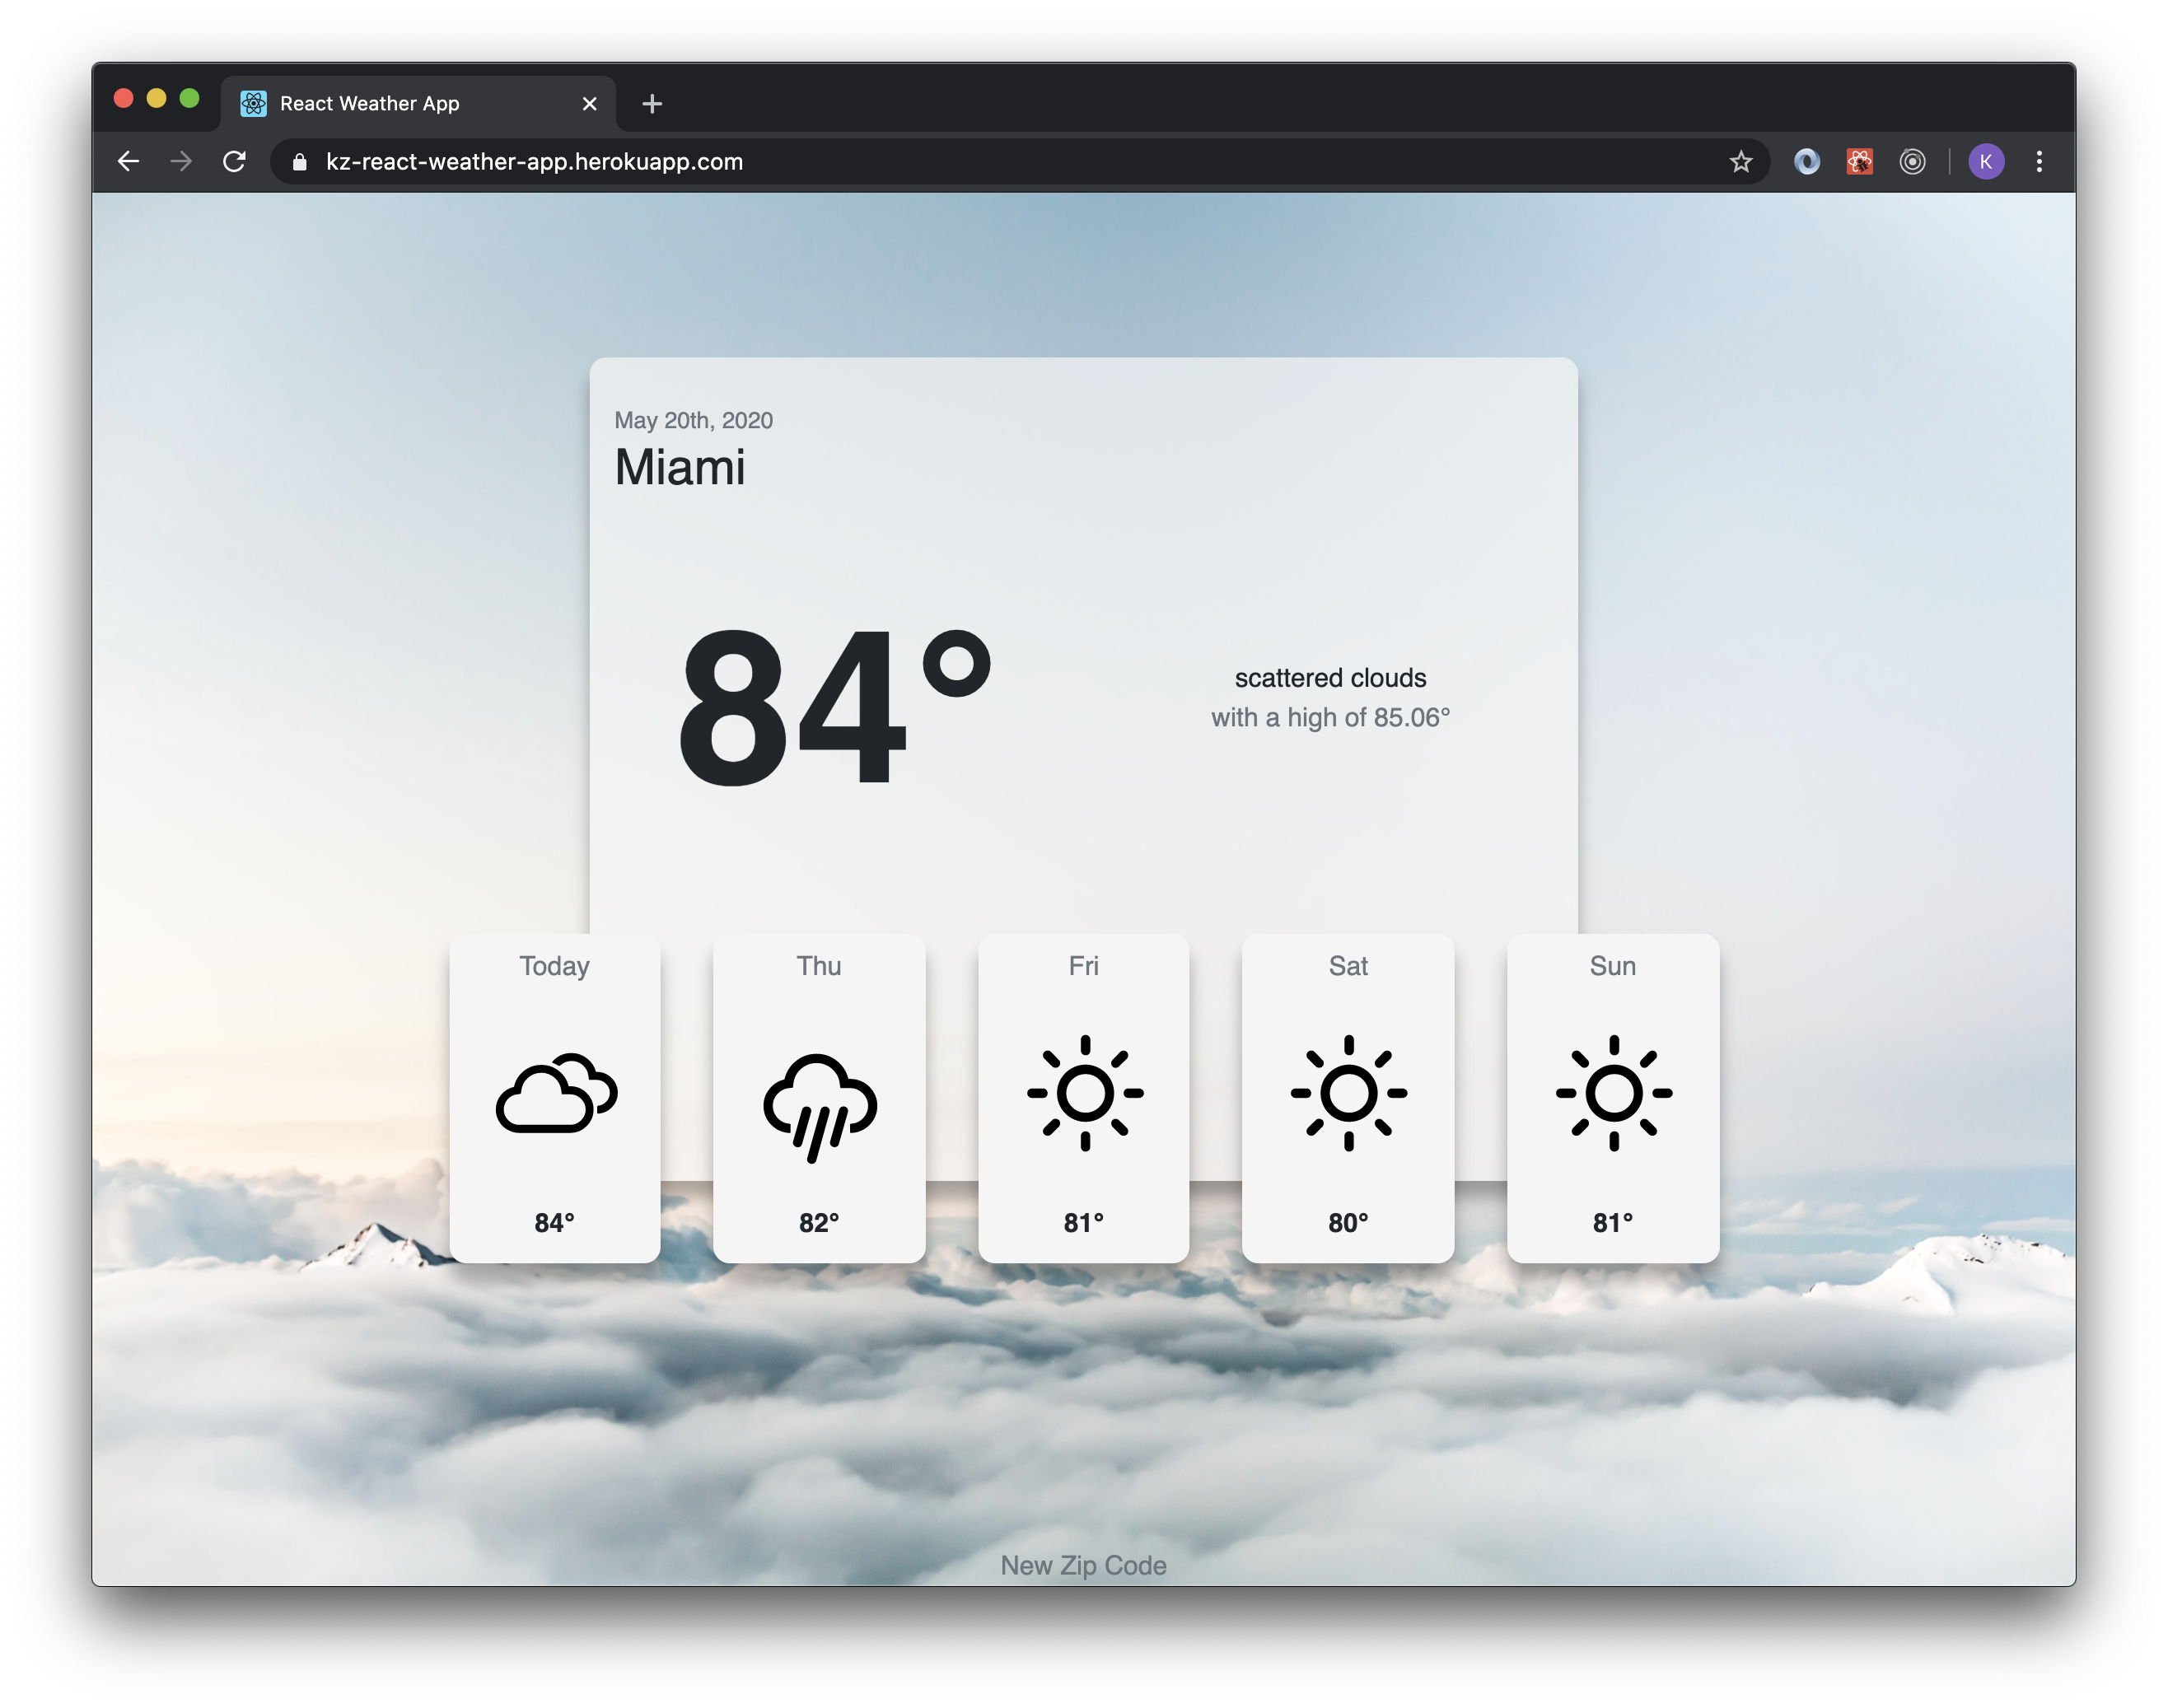 React Weather App
kz-react-weather-app.herokuapp.com
K
May 20th, 2020
Miami
84°
scattered clouds
with a high of 85.06°
Today
Thu
Fri
Sat
Sun
84°
82°
81°
80°
81°
New Zip Code